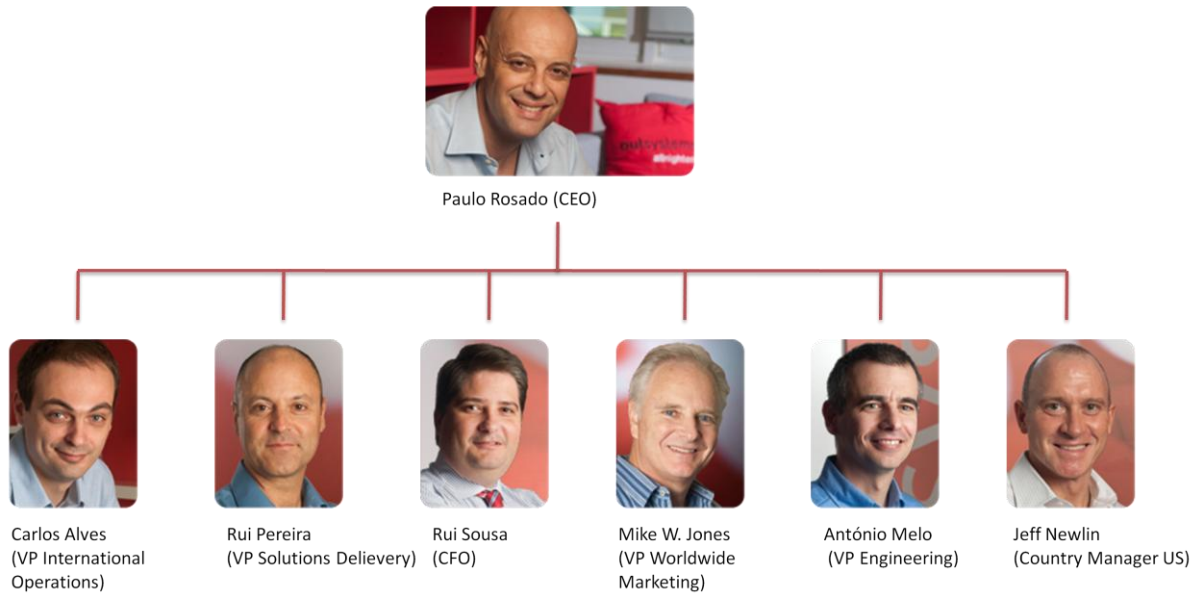 outsystems
Paulo Rosado (CEO)
Carlos Alves
(VP International
Operations)
Rui Pereira
(VP Solutions Delievery)
Rui Sousa
(CFO)
Mike W. Jones
(VP Worldwide
Marketing)
António Melo
(VP Engineering)
Jeff Newlin
(Country Manager US)